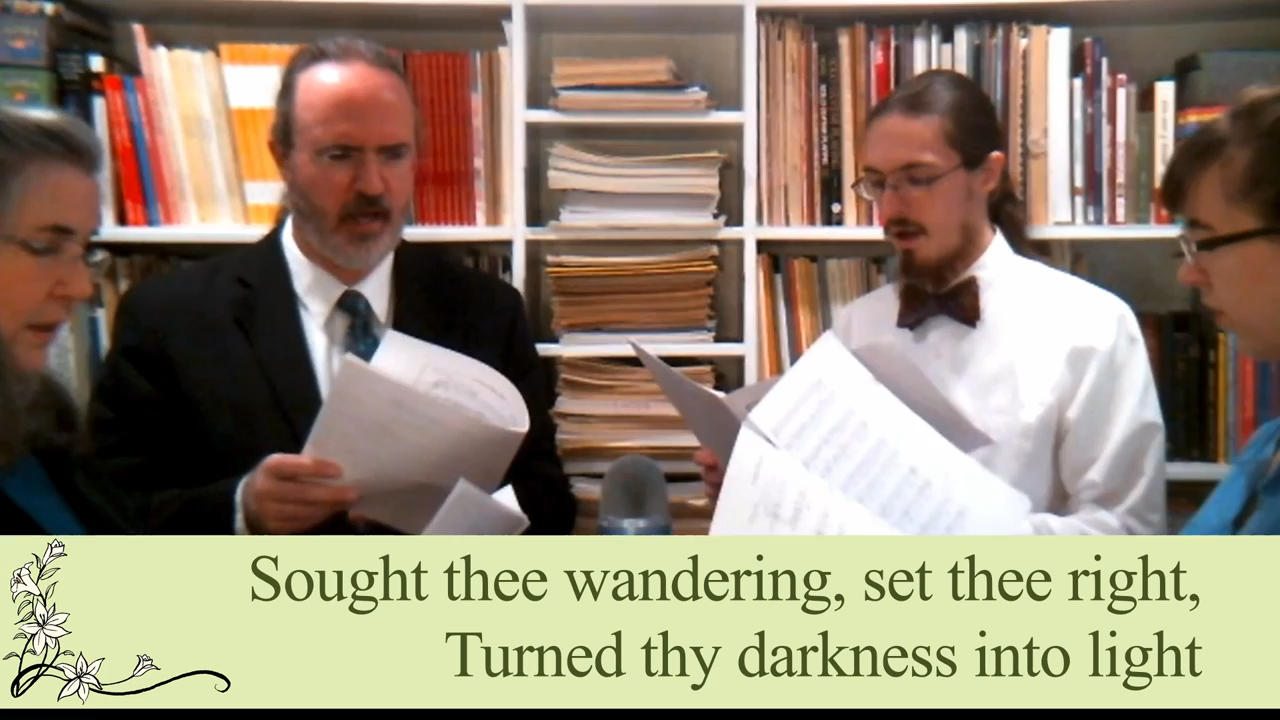 Sought thee wandering, set thee right,
Turned thy darkness into light